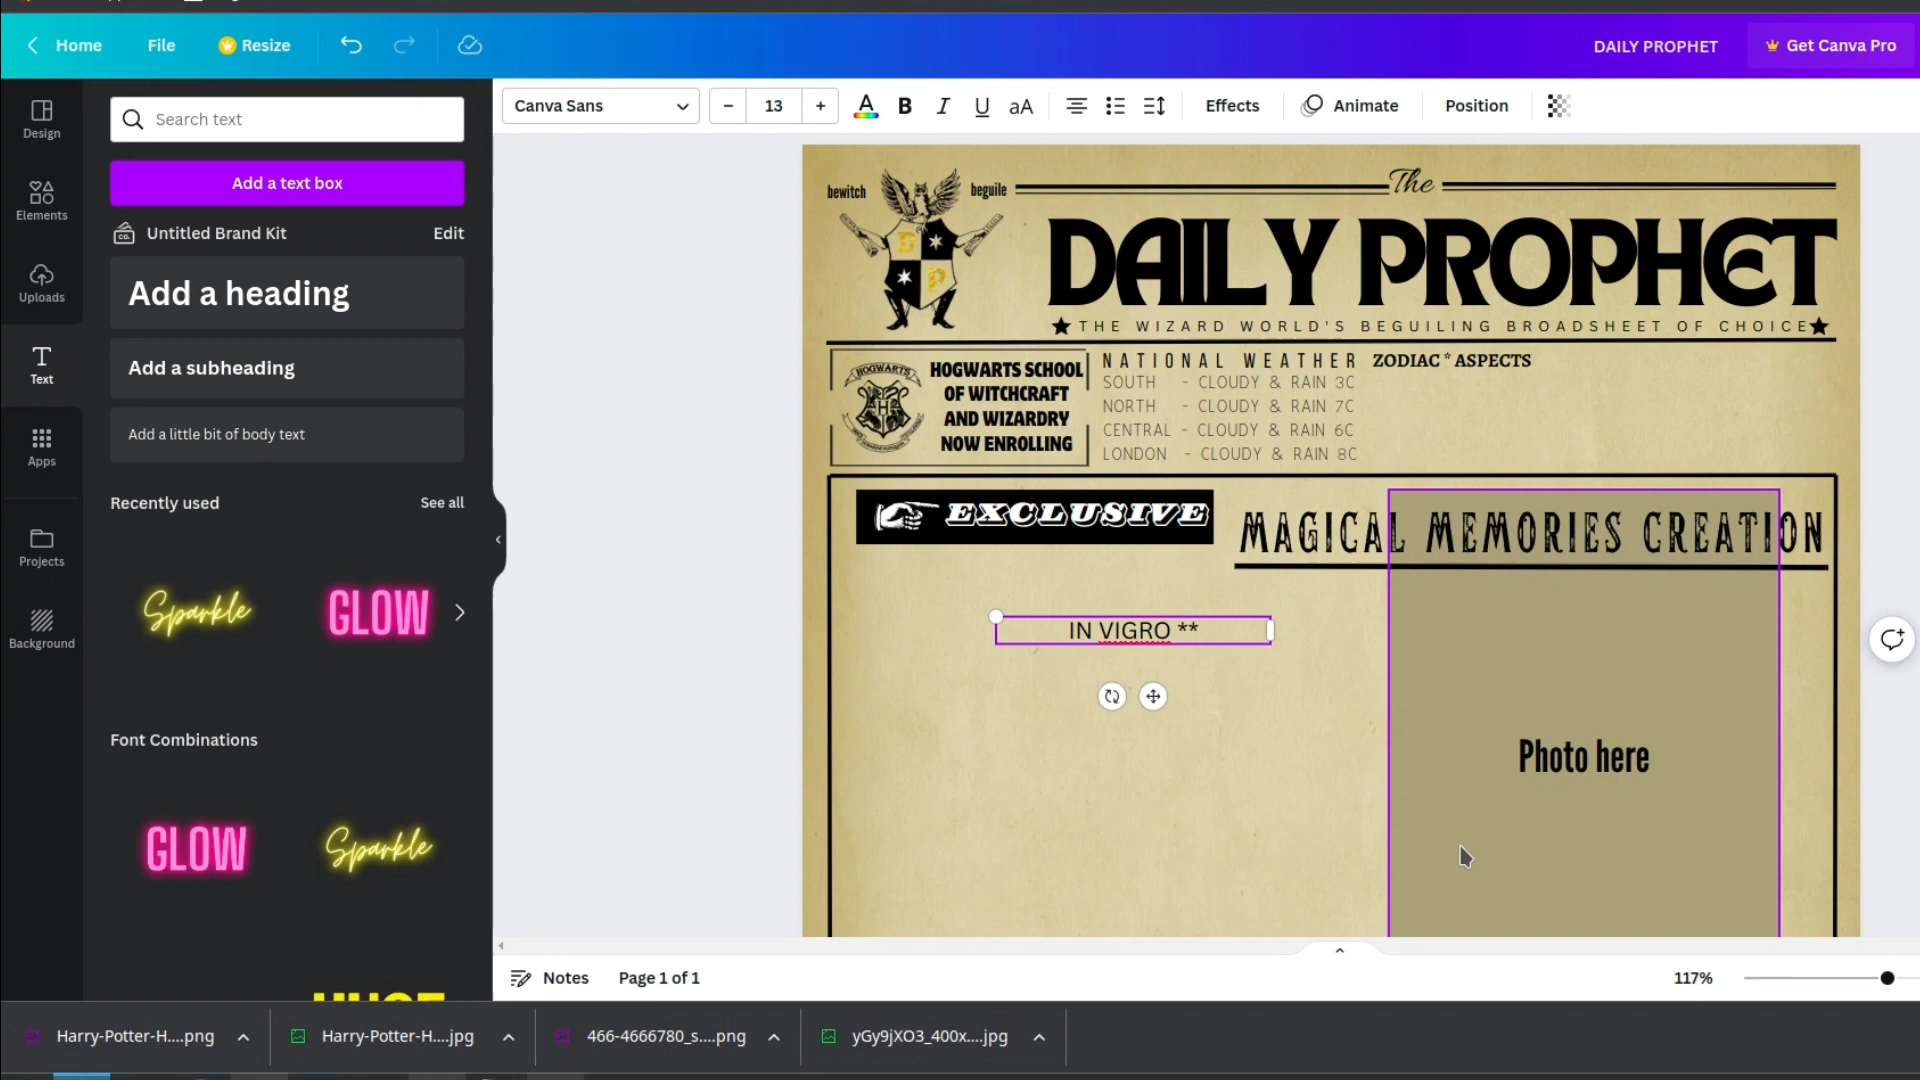 Home
File
Resize
DAILY PROPHET
Get Canva Pro
Design
Elements
Uploads
Text
Apps
Projects
Background
Search text
Add a text box
CO.
Untitled Brand Kit
Edit
Add a heading
Add a subheading
Add a little bit of body text
Recently used
See all
Sparkle
GLOW
Font Combinations
GLOW
Sparkle
Canva Sans
13
A
B
I
U
aA
Effects
Animate
Position
bewitch
beguile
The
D
P
DAILY PROPHET
THE WIZARD WORLD'S BEGUILING BROADSHEET OF CHOICE
HOGWARTS
H
HOGWARTS SCHOOL
OF WITCHCRAFT
AND WIZARDRY
NOW ENROLLING
NATIONAL WEATHER
SOUTH - CLOUDY & RAIN 3C
NORTH - CLOUDY & RAIN 7C
CENTRAL - CLOUDY & RAIN 6C
LONDON - CLOUDY & RAIN 8C
ZODIAC * ASPECTS
EXCLUSIVE
MAGICAL MEMORIES CREATION
IN VIGRO **
Photo here
Notes
Page 1 of 1
117%
Harry-Potter-H....png
Harry-Potter-H....jpg
466-4666780_s....png
yGy9jXO3_400x....jpg